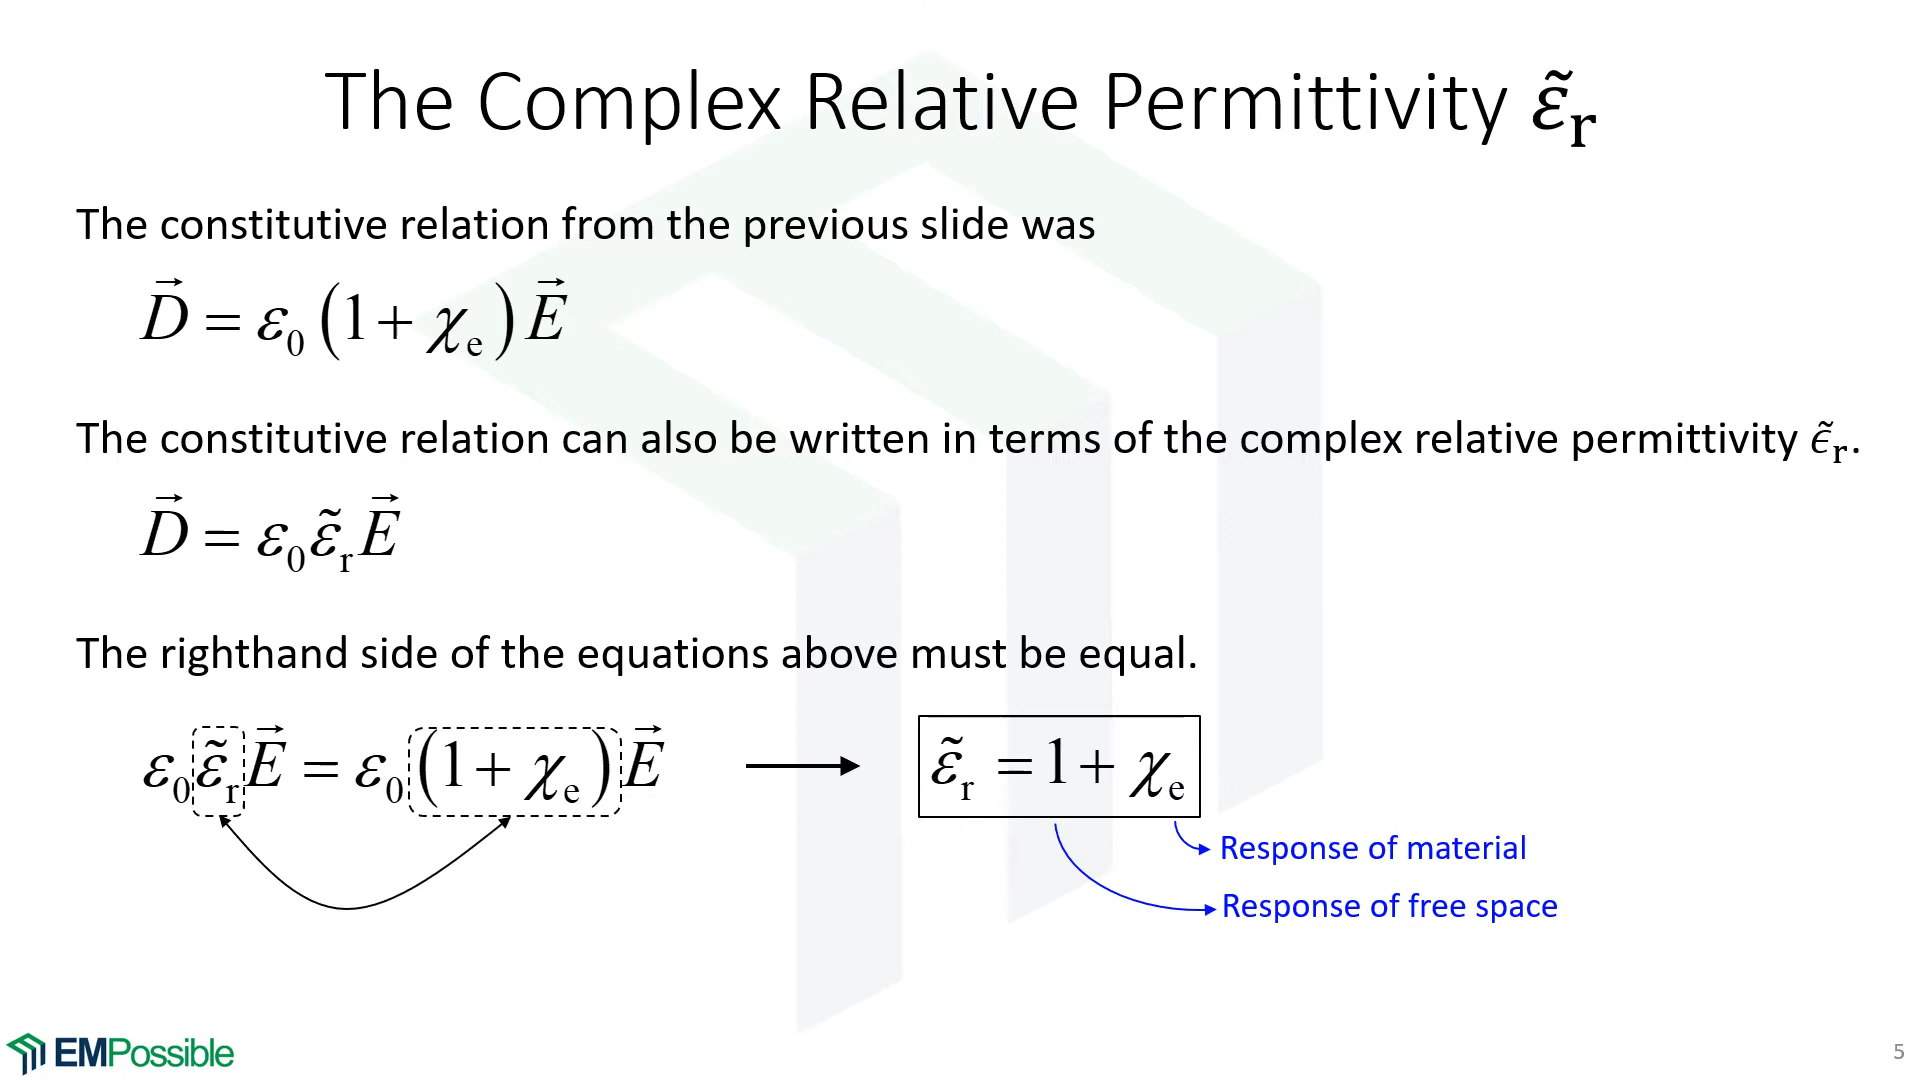 The Complex Relative Permittivity ε̃ᵣ
The constitutive relation from the previous slide was
D⃗ = ε₀(1 + χₑ)E⃗
The constitutive relation can also be written in terms of the complex relative permittivity ϵ̃ᵣ.
D⃗ = ε₀ε̃ᵣE⃗
The righthand side of the equations above must be equal.
ε₀ε̃ᵣE⃗ = ε₀(1 + χₑ)E⃗ → ε̃ᵣ = 1 + χₑ
Response of material
Response of free space
EMPossible
5